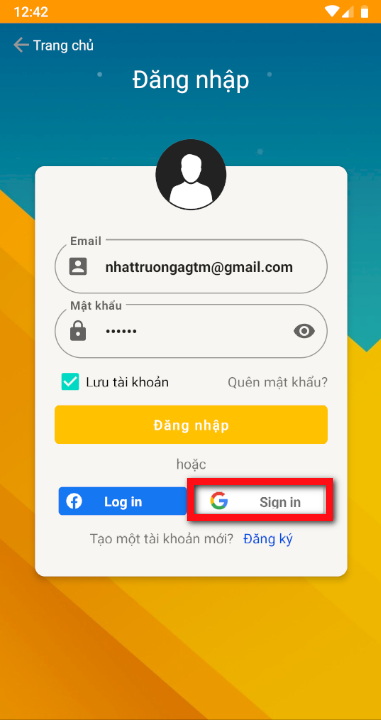 12:42
Trang chủ
Đăng nhập
Email
nhattruongagtm@gmail.com
Mật khẩu
••••••
Lưu tài khoản Quên mật khẩu?
Đăng nhập
hoặc
Log in Sign in
Tạo một tài khoản mới? Đăng ký